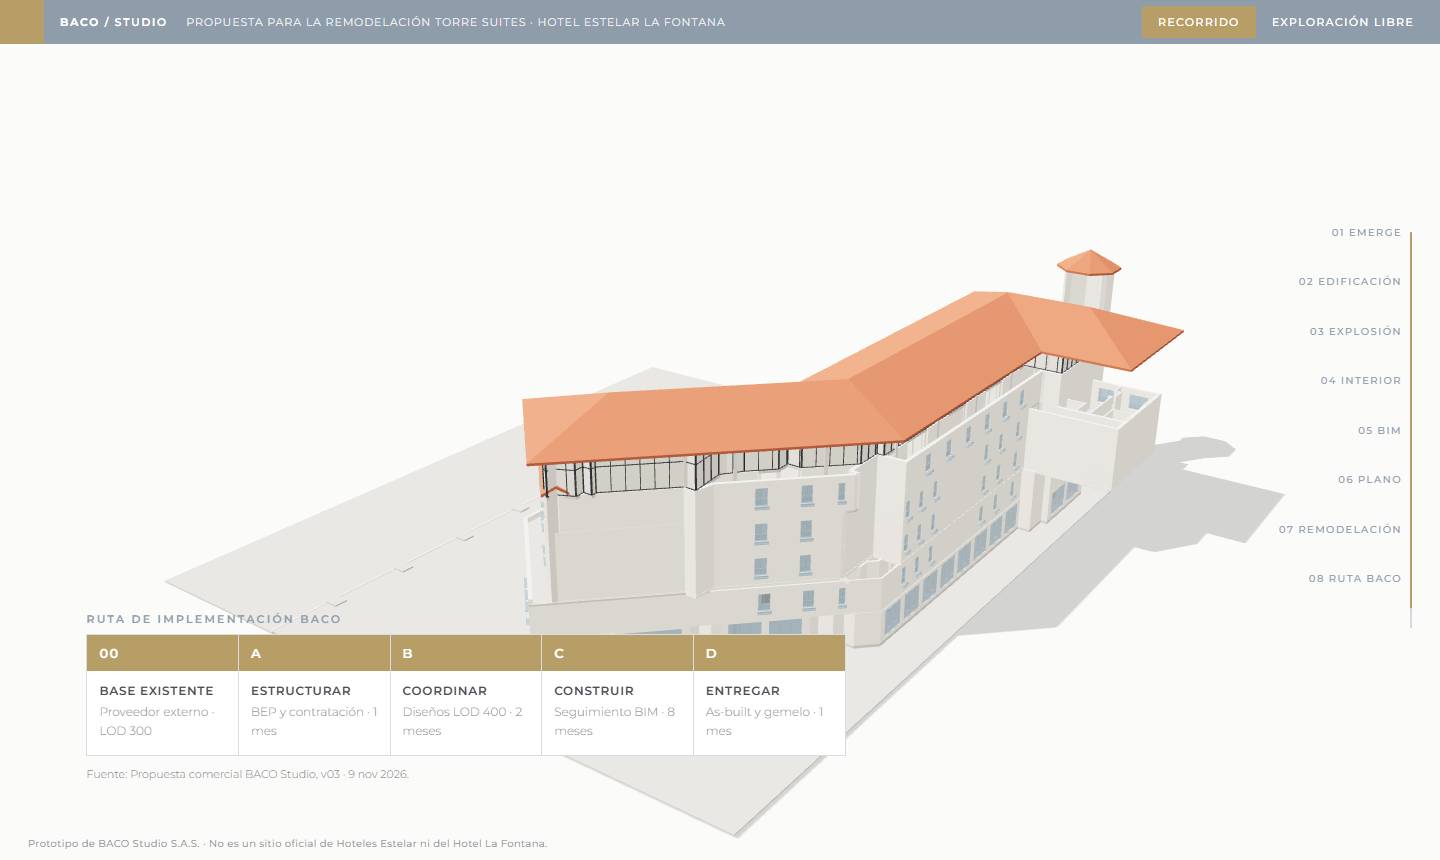 BACO / STUDIO PROPUESTA PARA LA REMODELACIÓN TORRE SUITES · HOTEL ESTELAR LA FONTANA RECORRIDO EXPLORACIÓN LIBRE
01 EMERGE
02 EDIFICACIÓN
03 EXPLOSIÓN
04 INTERIOR
05 BIM
06 PLANO
07 REMODELACIÓN
08 RUTA BACO
RUTA DE IMPLEMENTACIÓN BACO
00
BASE EXISTENTE
Proveedor externo ·
LOD 300
A
ESTRUCTURAR
BEP y contratación · 1
mes
B
COORDINAR
Diseños LOD 400 · 2
meses
C
CONSTRUIR
Seguimiento BIM · 8
meses
D
ENTREGAR
As-built y gemelo · 1
mes
Fuente: Propuesta comercial BACO Studio, v03 · 9 nov 2026.
Prototipo de BACO Studio S.A.S. · No es un sitio oficial de Hoteles Estelar ni del Hotel La Fontana.